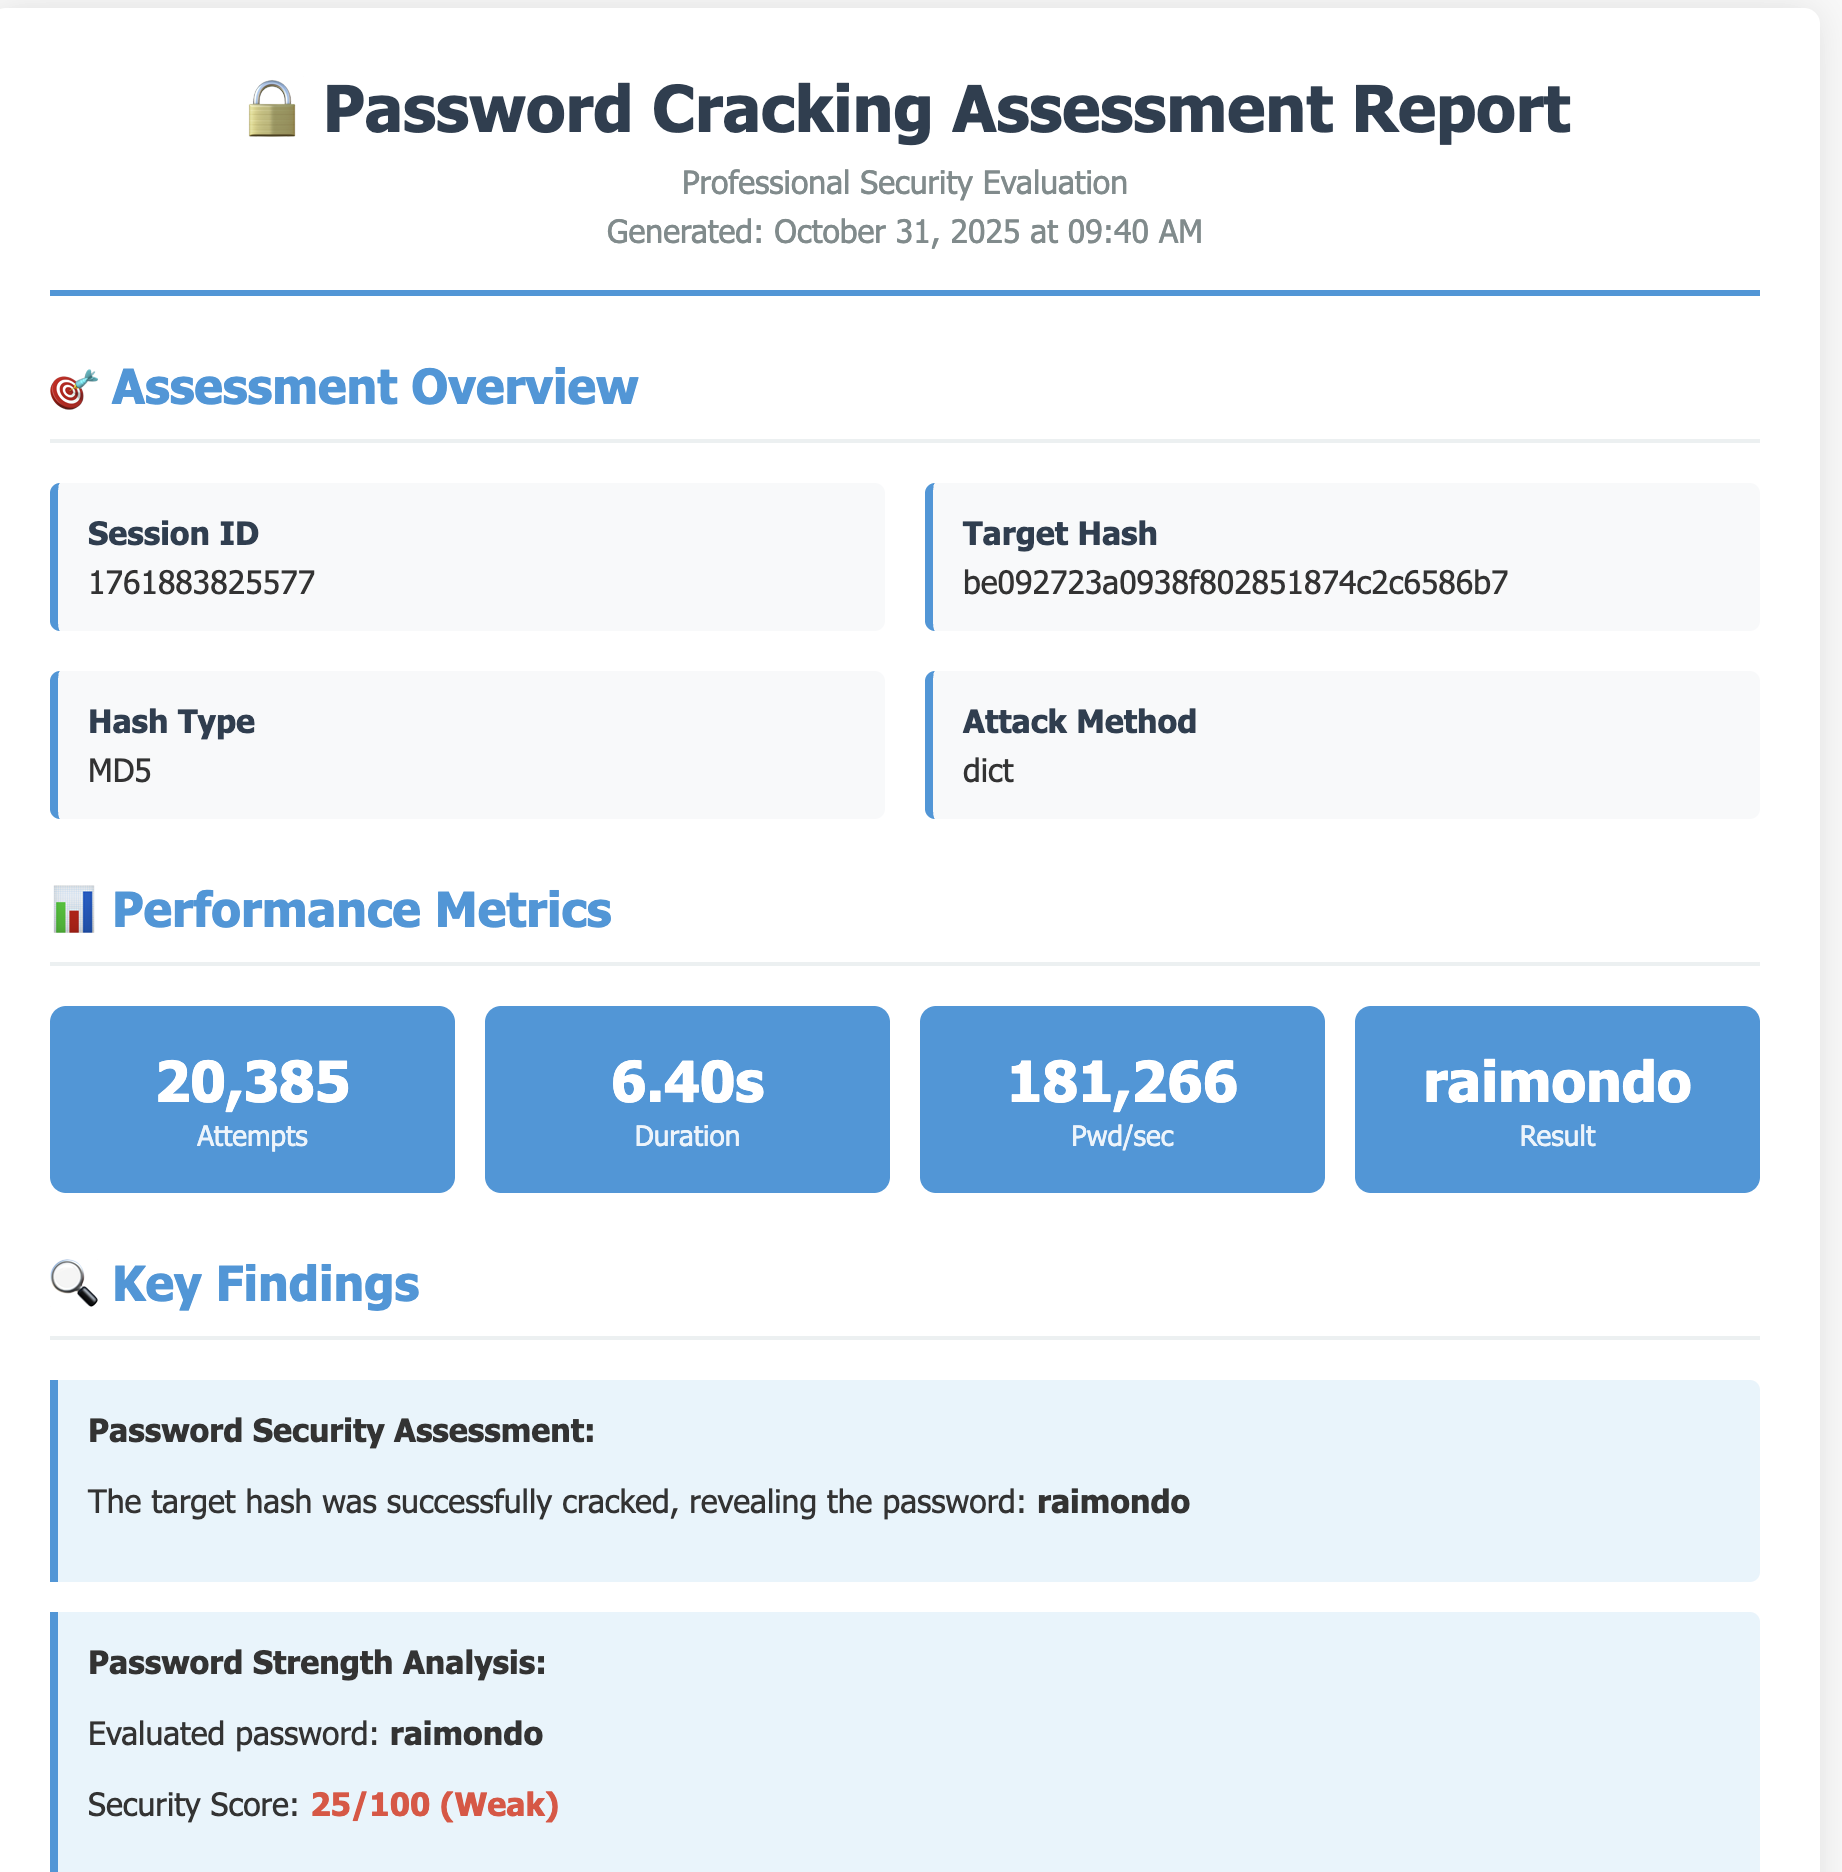 Password Cracking Assessment Report
Professional Security Evaluation
Generated: October 31, 2025 at 09:40 AM
Assessment Overview
Session ID
1761883825577
Target Hash
be092723a0938f802851874c2c6586b7
Hash Type
MD5
Attack Method
dict
Performance Metrics
20,385
Attempts
6.40s
Duration
181,266
Pwd/sec
raimondo
Result
Key Findings
Password Security Assessment:
The target hash was successfully cracked, revealing the password: raimondo
Password Strength Analysis:
Evaluated password: raimondo
Security Score: 25/100 (Weak)